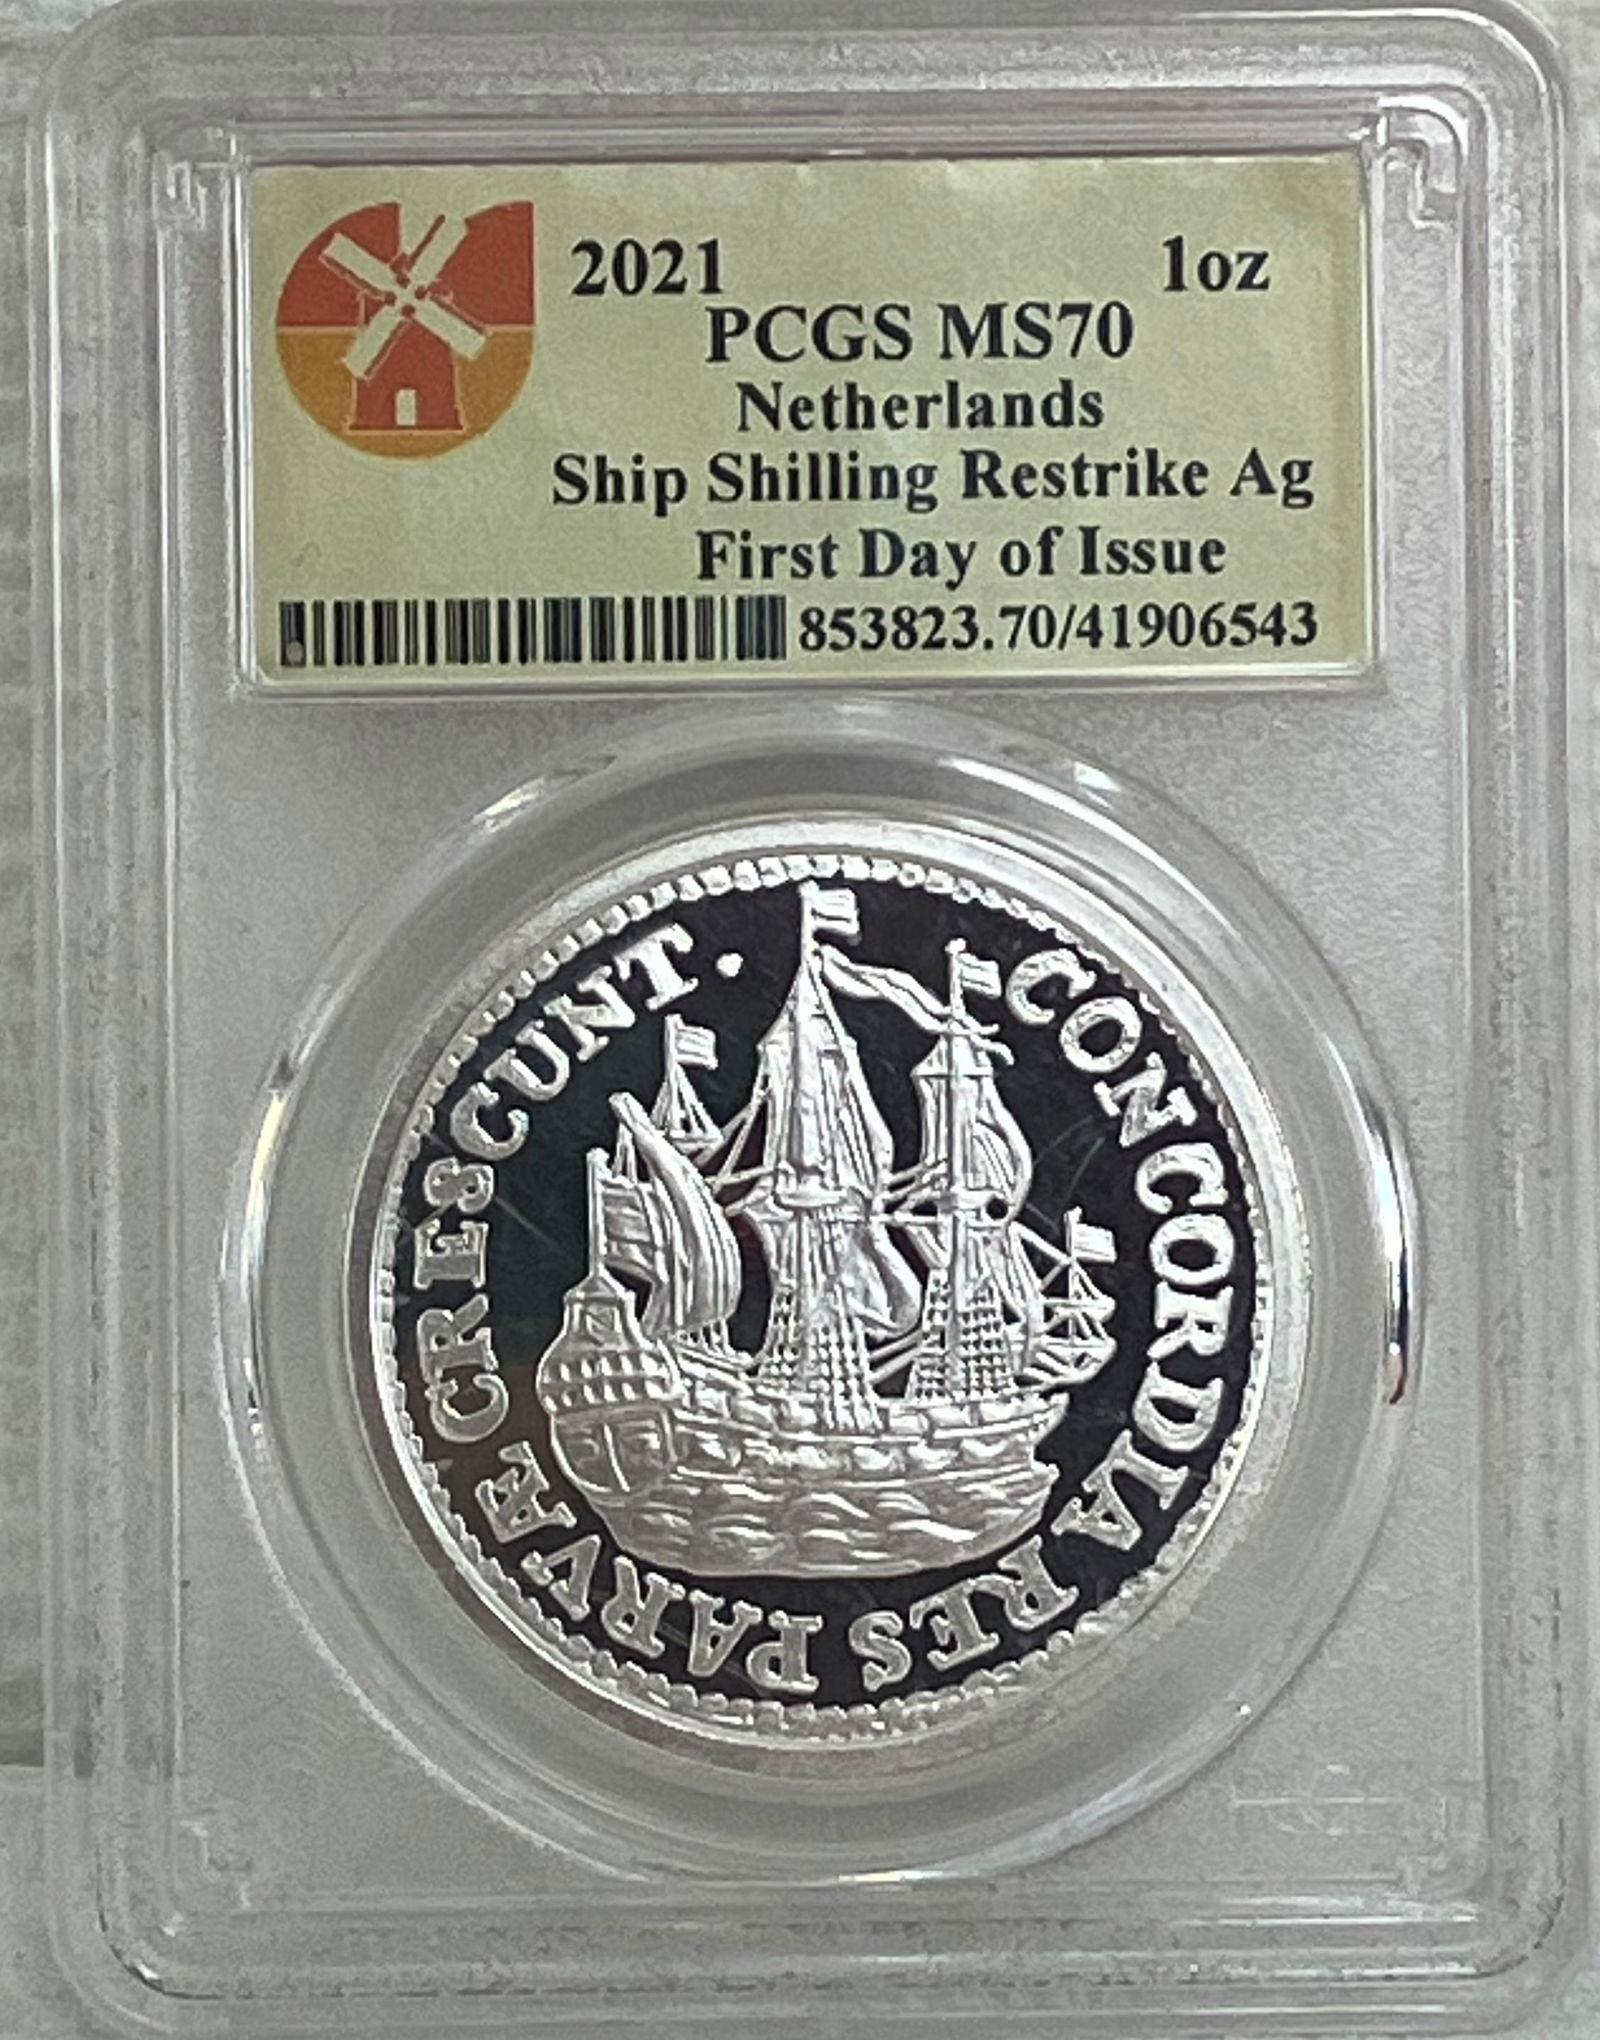 2021 1oz
PCGS MS70
Netherlands
Ship Shilling Restrike Ag
First Day of Issue
853823.70/41906543
CONCORDIA RES PARVÆ CRESCUNT.